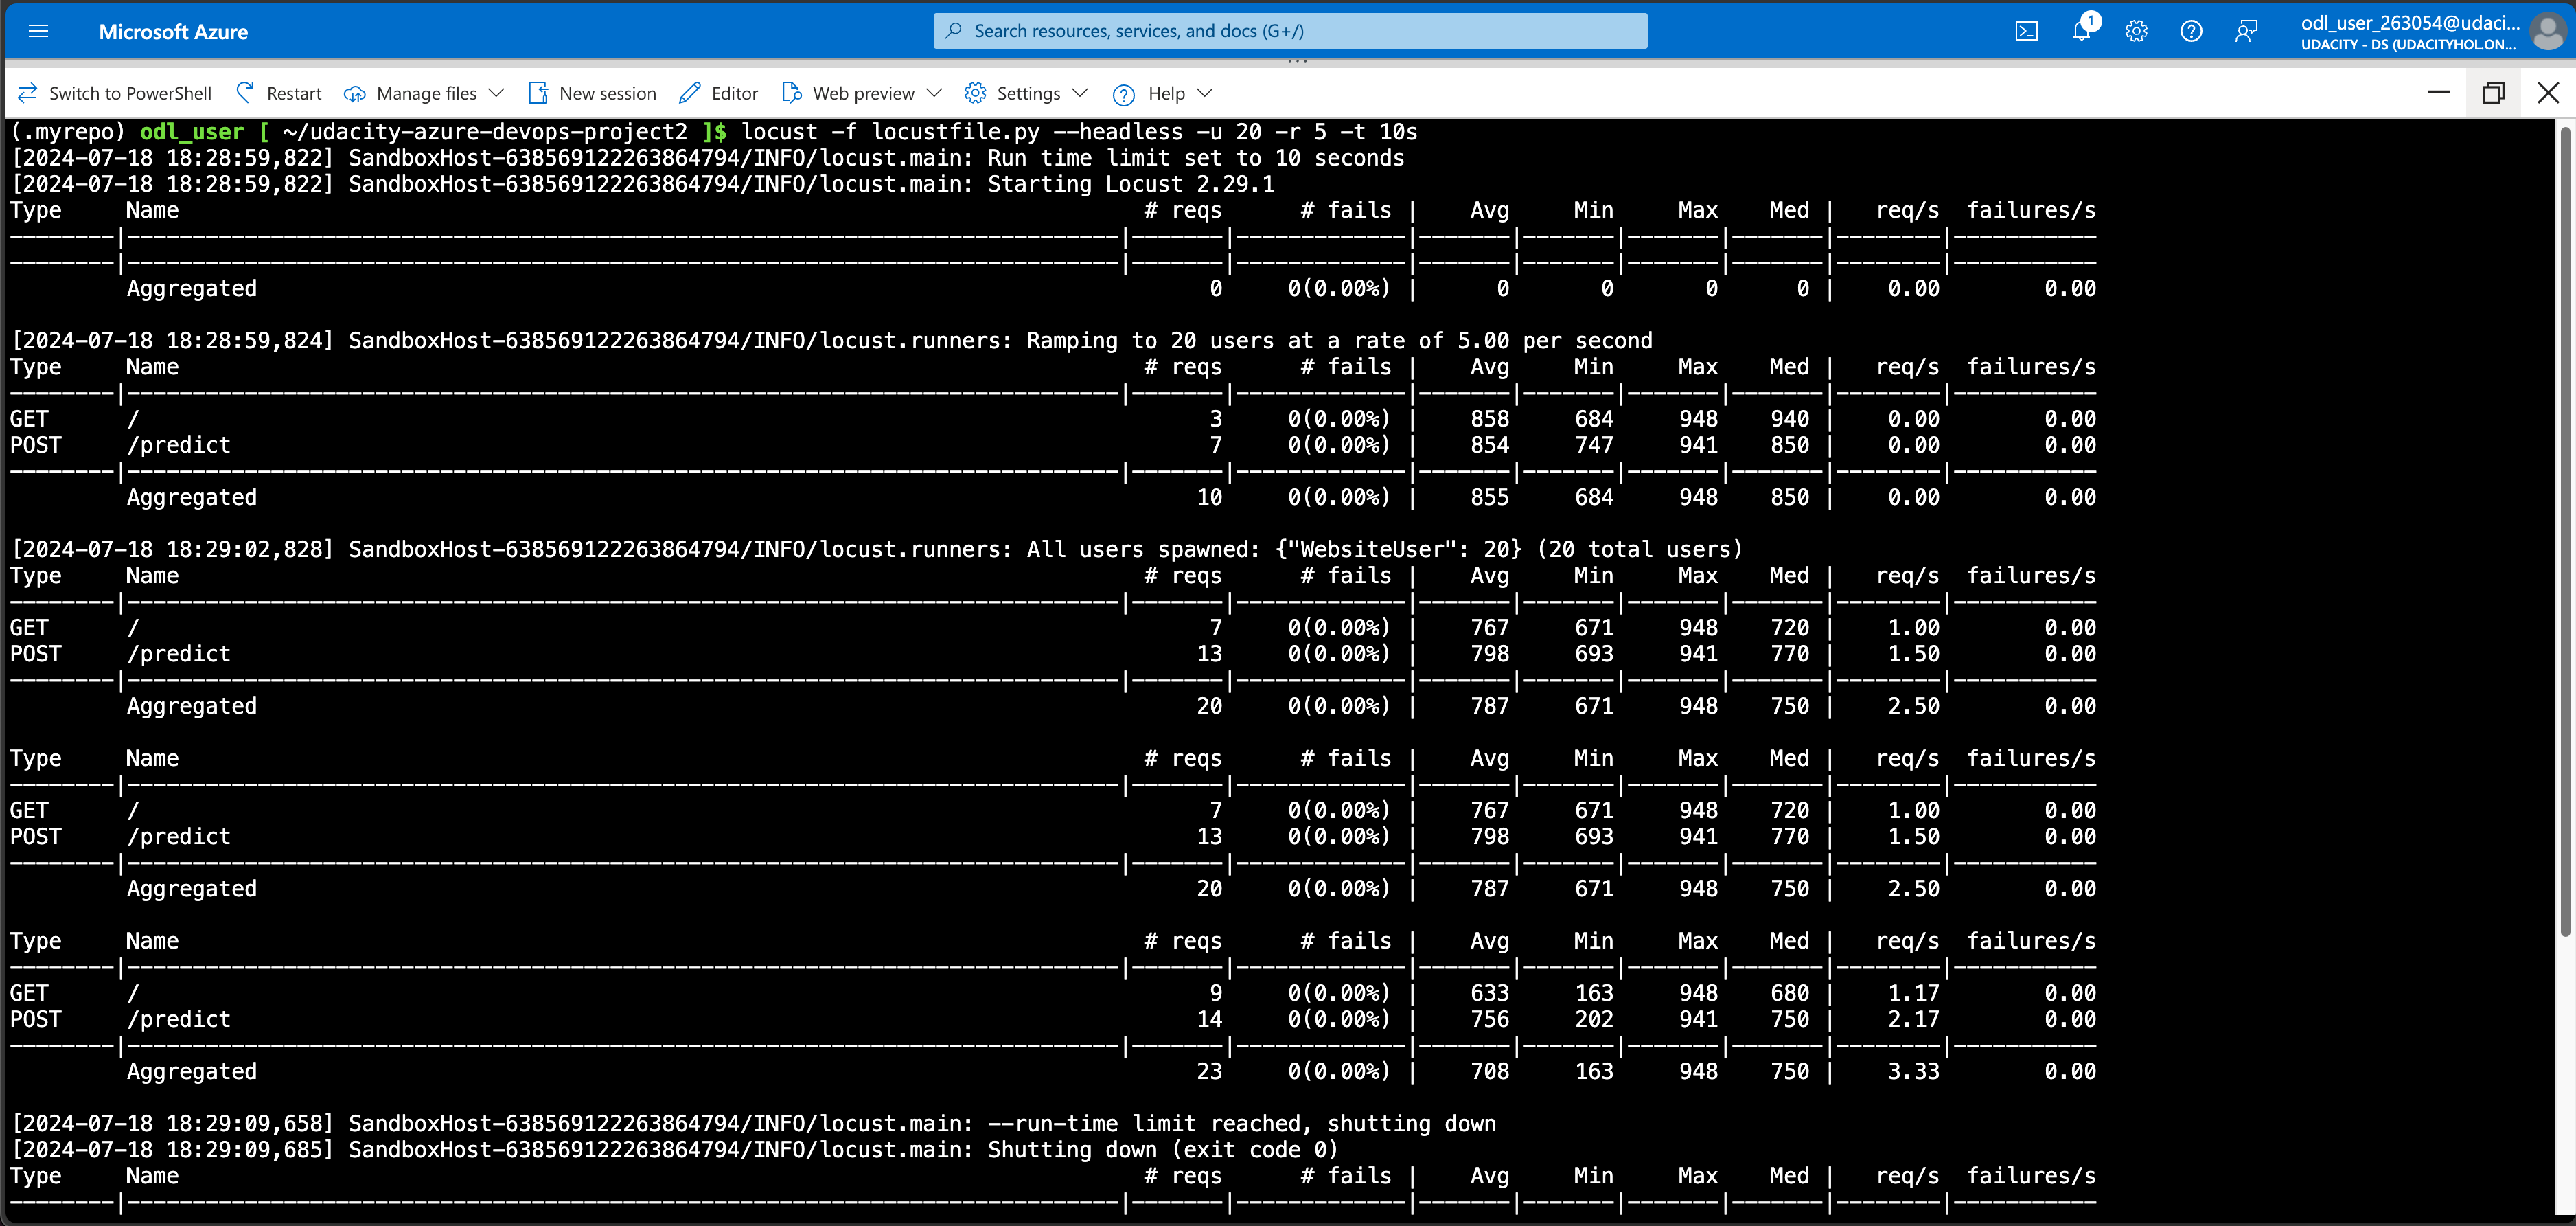 Microsoft Azure
Search resources, services, and docs (G+/)
1
odl_user_263054@udaci...
UDACITY - DS (UDACITYHOL.ON...
Switch to PowerShell Restart Manage files New session Editor Web preview Settings Help
(.myrepo) odl_user [ ~/udacity-azure-devops-project2 ]$ locust -f locustfile.py --headless -u 20 -r 5 -t 10s
[2024-07-18 18:28:59,822] SandboxHost-638569122263864794/INFO/locust.main: Run time limit set to 10 seconds
[2024-07-18 18:28:59,822] SandboxHost-638569122263864794/INFO/locust.main: Starting Locust 2.29.1
Type Name # reqs # fails | Avg Min Max Med | req/s failures/s
--------|----------------------------------------------------------------------------|-------|-------------|-------|-------|-------|-------|--------|-----------
--------|----------------------------------------------------------------------------|-------|-------------|-------|-------|-------|-------|--------|-----------
Aggregated 0 0(0.00%) | 0 0 0 0 | 0.00 0.00
[2024-07-18 18:28:59,824] SandboxHost-638569122263864794/INFO/locust.runners: Ramping to 20 users at a rate of 5.00 per second
Type Name # reqs # fails | Avg Min Max Med | req/s failures/s
--------|----------------------------------------------------------------------------|-------|-------------|-------|-------|-------|-------|--------|-----------
GET / 3 0(0.00%) | 858 684 948 940 | 0.00 0.00
POST /predict 7 0(0.00%) | 854 747 941 850 | 0.00 0.00
--------|----------------------------------------------------------------------------|-------|-------------|-------|-------|-------|-------|--------|-----------
Aggregated 10 0(0.00%) | 855 684 948 850 | 0.00 0.00
[2024-07-18 18:29:02,828] SandboxHost-638569122263864794/INFO/locust.runners: All users spawned: {"WebsiteUser": 20} (20 total users)
Type Name # reqs # fails | Avg Min Max Med | req/s failures/s
--------|----------------------------------------------------------------------------|-------|-------------|-------|-------|-------|-------|--------|-----------
GET / 7 0(0.00%) | 767 671 948 720 | 1.00 0.00
POST /predict 13 0(0.00%) | 798 693 941 770 | 1.50 0.00
--------|----------------------------------------------------------------------------|-------|-------------|-------|-------|-------|-------|--------|-----------
Aggregated 20 0(0.00%) | 787 671 948 750 | 2.50 0.00
Type Name # reqs # fails | Avg Min Max Med | req/s failures/s
--------|----------------------------------------------------------------------------|-------|-------------|-------|-------|-------|-------|--------|-----------
GET / 7 0(0.00%) | 767 671 948 720 | 1.00 0.00
POST /predict 13 0(0.00%) | 798 693 941 770 | 1.50 0.00
--------|----------------------------------------------------------------------------|-------|-------------|-------|-------|-------|-------|--------|-----------
Aggregated 20 0(0.00%) | 787 671 948 750 | 2.50 0.00
Type Name # reqs # fails | Avg Min Max Med | req/s failures/s
--------|----------------------------------------------------------------------------|-------|-------------|-------|-------|-------|-------|--------|-----------
GET / 9 0(0.00%) | 633 163 948 680 | 1.17 0.00
POST /predict 14 0(0.00%) | 756 202 941 750 | 2.17 0.00
--------|----------------------------------------------------------------------------|-------|-------------|-------|-------|-------|-------|--------|-----------
Aggregated 23 0(0.00%) | 708 163 948 750 | 3.33 0.00
[2024-07-18 18:29:09,658] SandboxHost-638569122263864794/INFO/locust.main: --run-time limit reached, shutting down
[2024-07-18 18:29:09,685] SandboxHost-638569122263864794/INFO/locust.main: Shutting down (exit code 0)
Type Name # reqs # fails | Avg Min Max Med | req/s failures/s
--------|----------------------------------------------------------------------------|-------|-------------|-------|-------|-------|-------|--------|-----------